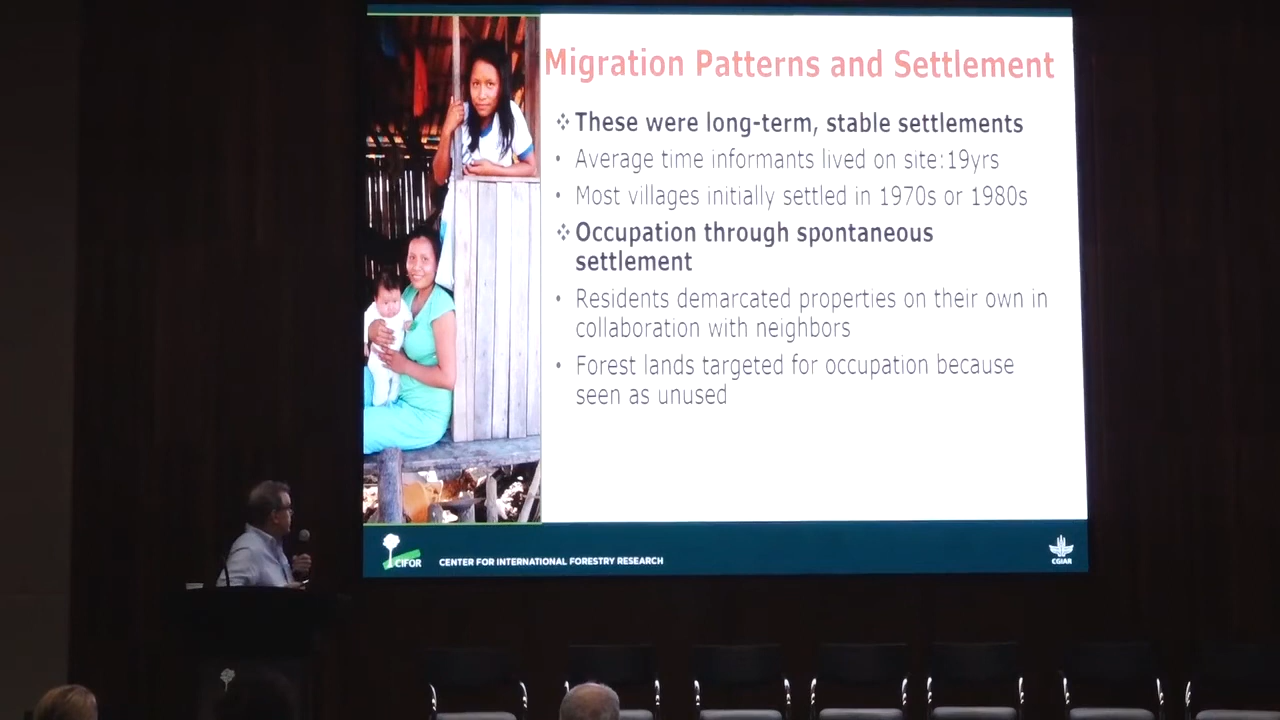 Migration Patterns and Settlement
❖ These were long-term, stable settlements
• Average time informants lived on site:19yrs
• Most villages initially settled in 1970s or 1980s
❖ Occupation through spontaneous
settlement
• Residents demarcated properties on their own in
collaboration with neighbors
• Forest lands targeted for occupation because
seen as unused
CIFOR
CENTER FOR INTERNATIONAL FORESTRY RESEARCH
CGIAR